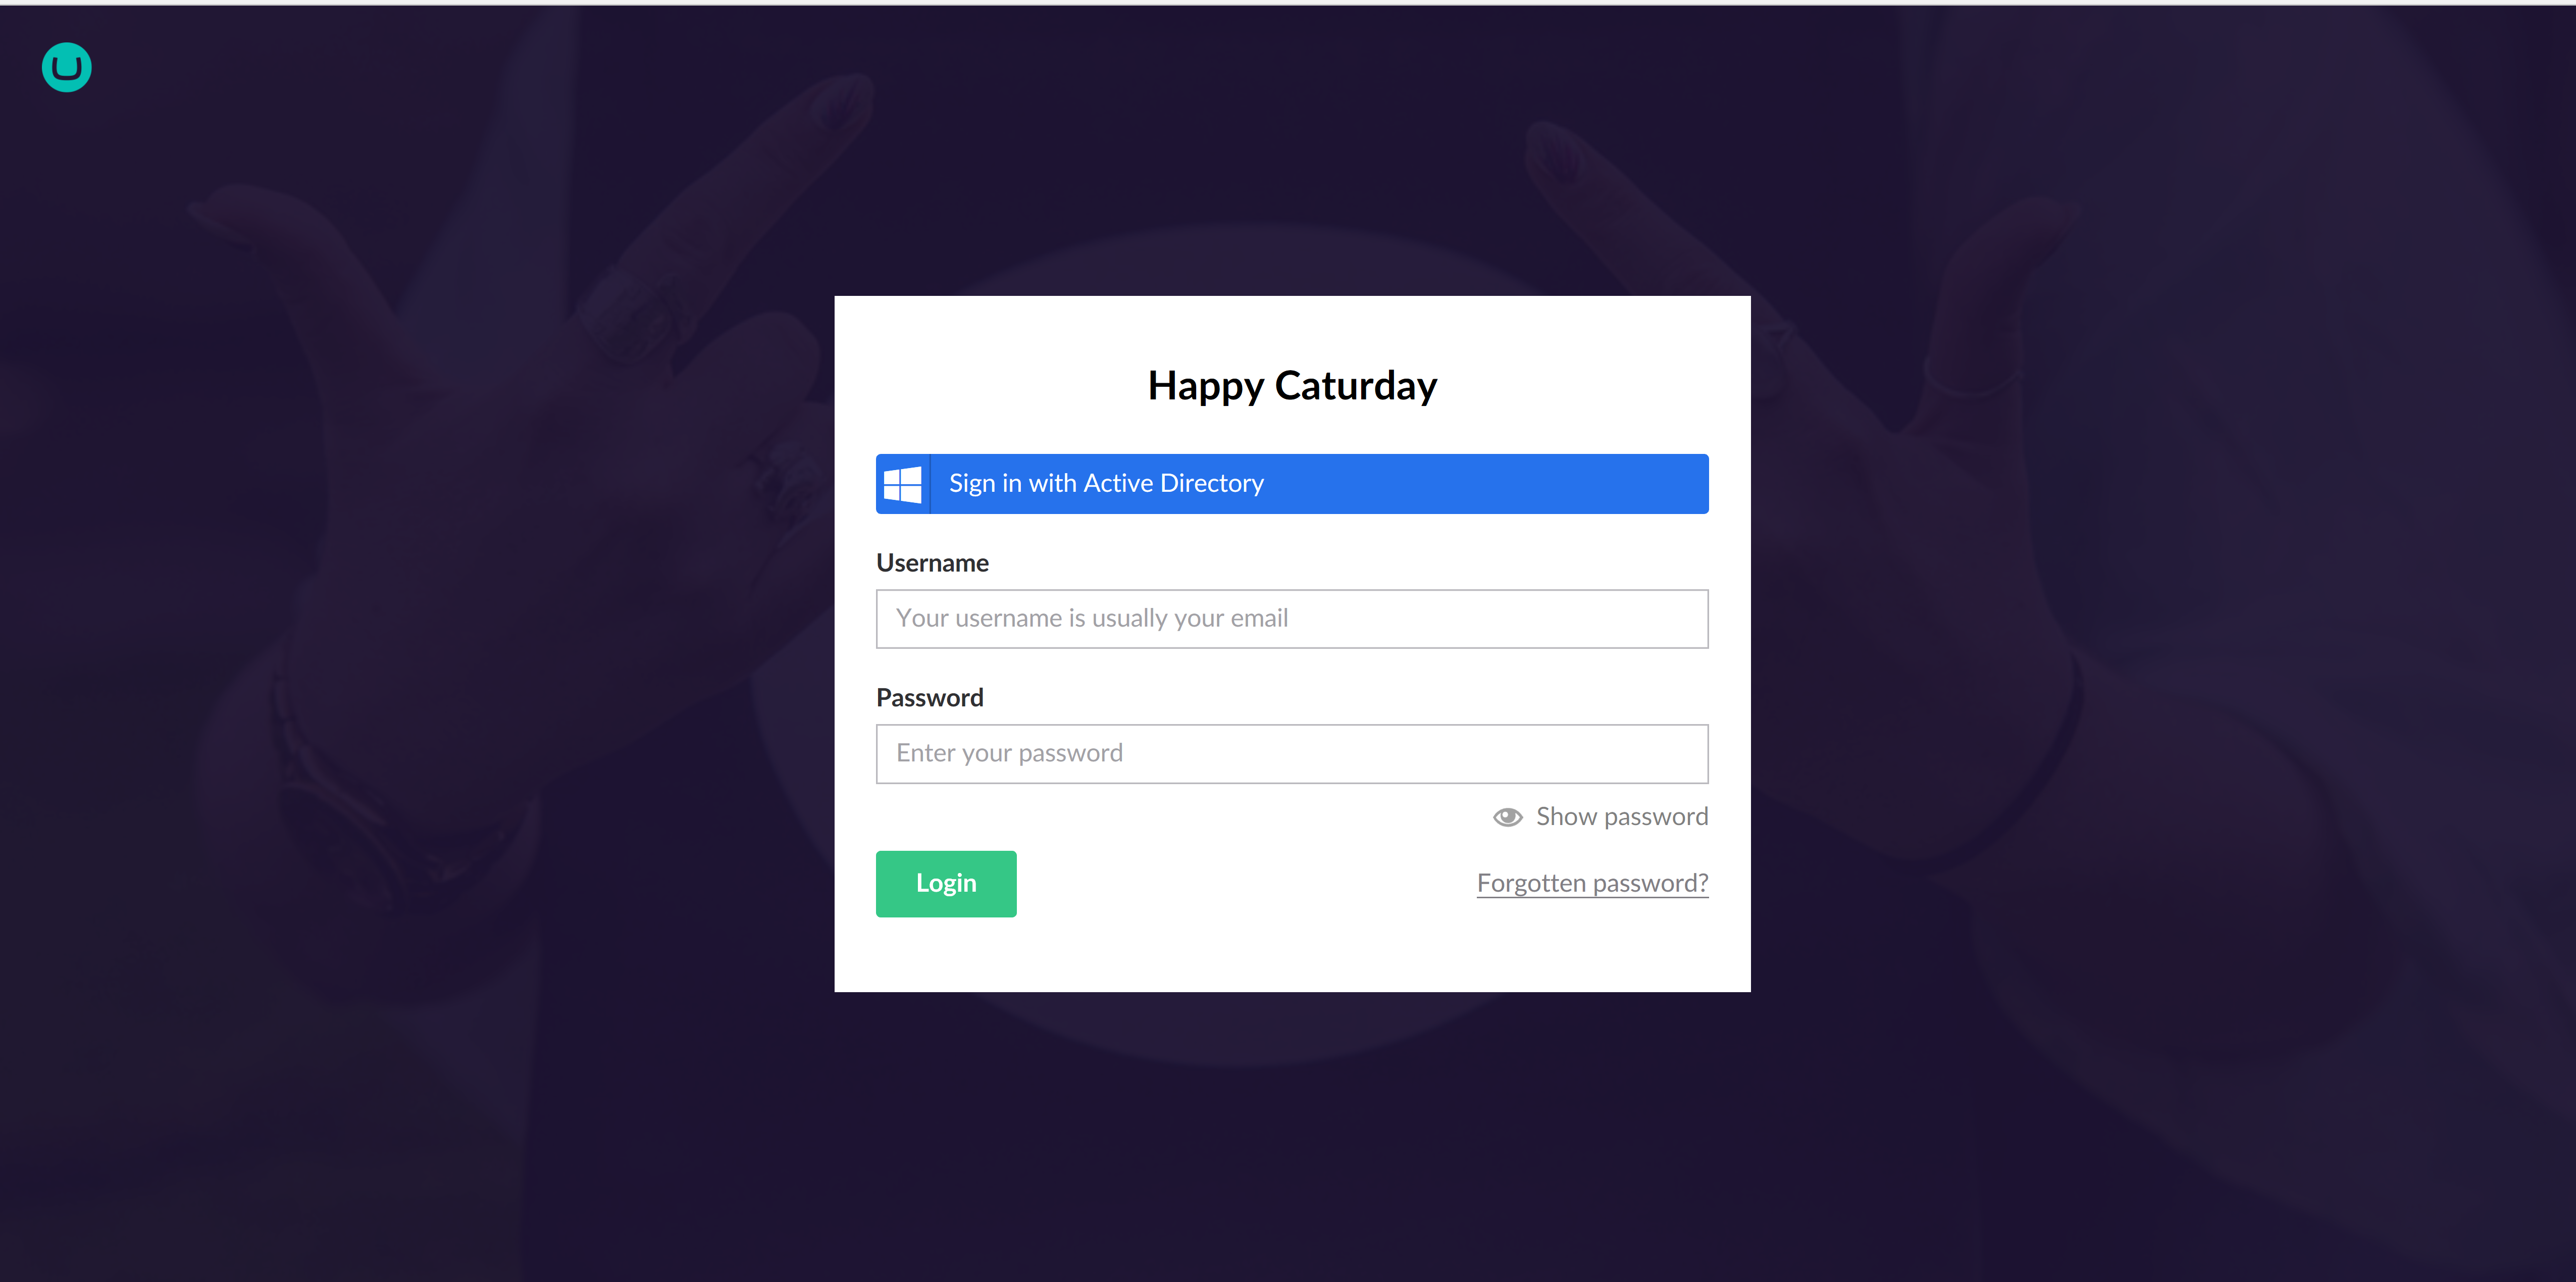 Happy Caturday
Sign in with Active Directory
Username
Your username is usually your email
Password
Enter your password
Show password
Login
Forgotten password?